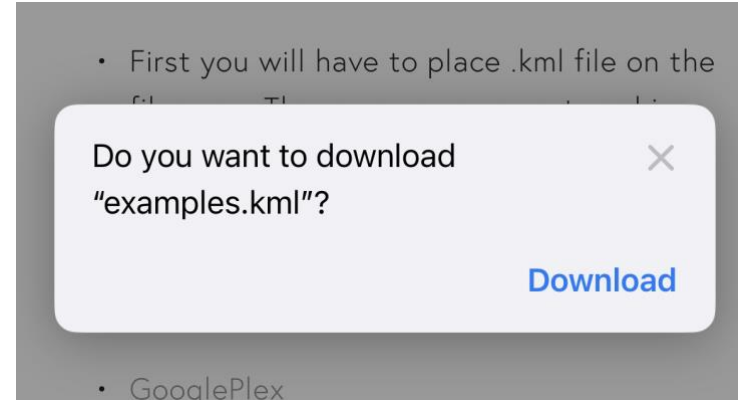 • First you will have to place .kml file on the
Do you want to download
“examples.kml”?
Download
• GooglePlex